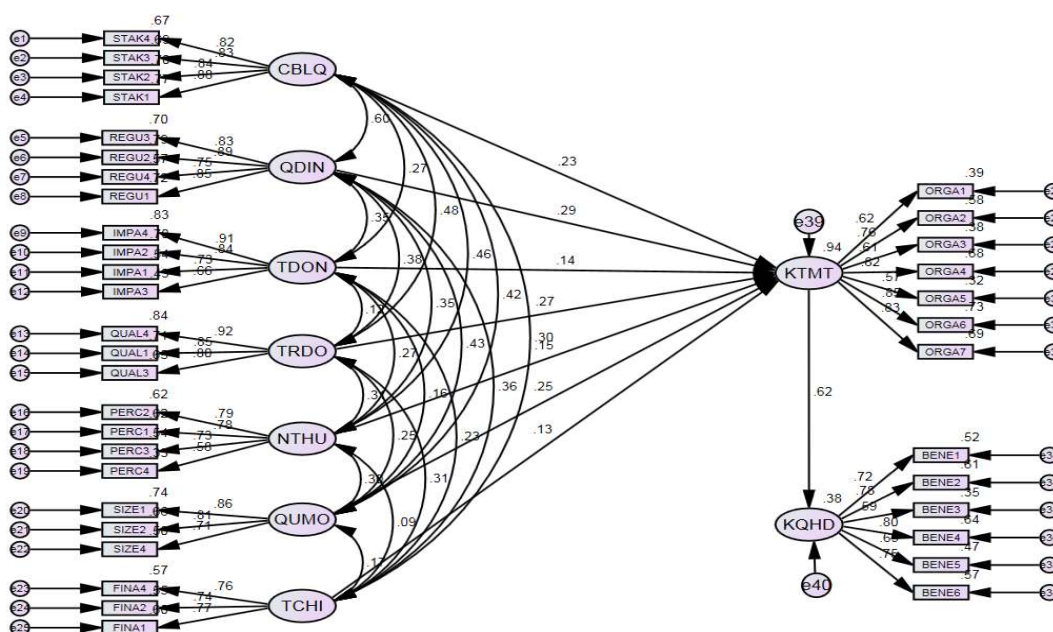 .67
e1 STAK4 .82
e2 STAK3 .83
e3 STAK2 .84
e4 STAK1 .88
CBLQ
.60
.70
e5 REGU3 .83
e6 REGU2 .89
e7 REGU4 .75
e8 REGU1 .85
QDIN
.35
.83
e9 IMPA4 .91
e10 IMPA2 .84
e11 IMPA1 .73
e12 IMPA3 .66
TDON
.84
e13 QUAL4 .92
e14 QUAL1 .85
e15 QUAL3 .80
TRDO
.62
e16 PERC2 .79
e17 PERC1 .78
e18 PERC3 .73
e19 PERC4 .58
NTHU
.74
e20 SIZE1 .86
e21 SIZE2 .81
e22 SIZE4 .71
QUMO
.17
.57
e23 FINA4 .76
e24 FINA2 .74
e25 FINA1 .77
TCHI
.27
.48
.38
.46
.35
.42
.27
.43
.27
.30
.16
.36
.25
.23
.31
.09
.23
.29
.14
.15
.25
.13
e39
.94
KTMT
.62
.39
.62 ORGA1
.58
.76 ORGA2
.38
.61 ORGA3
.68
.82 ORGA4
.32
.57 ORGA5
.73
ORGA6
.69
.83 ORGA7
.38
KQHD
e40
.52
.72 BENE1
.61
.78 BENE2
.35
.59 BENE3
.64
.80 BENE4
.47
BENE5
.57
.75 BENE6